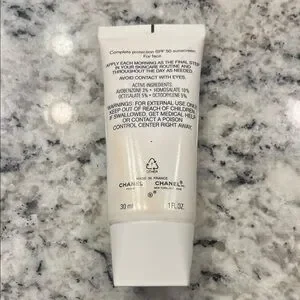 Complete protection SPF 50 sunscreen
For face
APPLY EACH MORNING AS THE FINAL STEP
IN YOUR SKINCARE ROUTINE AND
THROUGHOUT THE DAY AS NEEDED.
AVOID CONTACT WITH EYES.
ACTIVE INGREDIENTS:
AVOBENZONE 3% • HOMOSALATE 10%
OCTISALATE 5% • OCTOCRYLENE 5%
WARNINGS: FOR EXTERNAL USE ONLY
KEEP OUT OF REACH OF CHILDREN
IF SWALLOWED, GET MEDICAL HELP
OR CONTACT A POISON
CONTROL CENTER RIGHT AWAY.
OTHER
MADE IN FRANCE
CHANEL CHANEL
30 ml 1 FL.OZ.